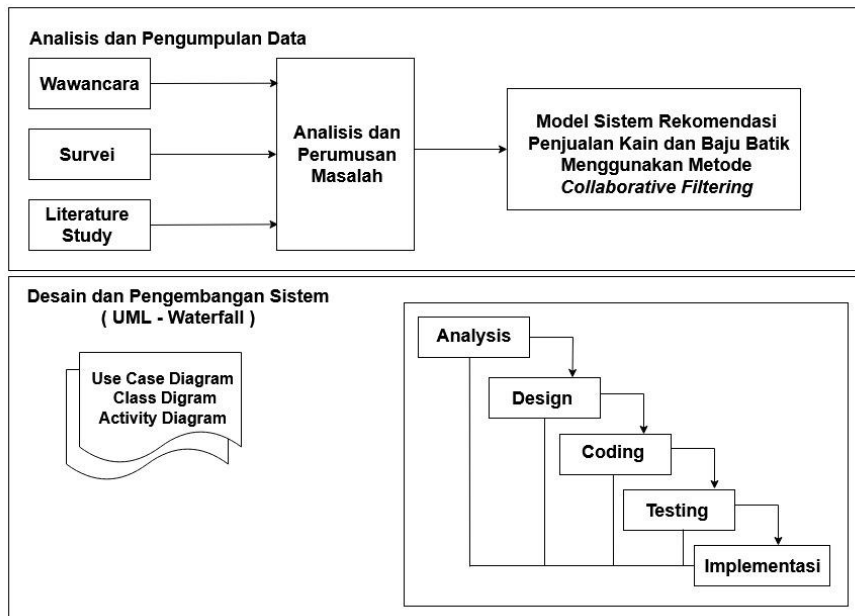 Analisis dan Pengumpulan Data
Wawancara
Survei
Literature
Study
Analisis dan
Perumusan
Masalah
Model Sistem Rekomendasi
Penjualan Kain dan Baju Batik
Menggunakan Metode
Collaborative Filtering
Desain dan Pengembangan Sistem
( UML - Waterfall )
Use Case Diagram
Class Digram
Activity Diagram
Analysis
Design
Coding
Testing
Implementasi